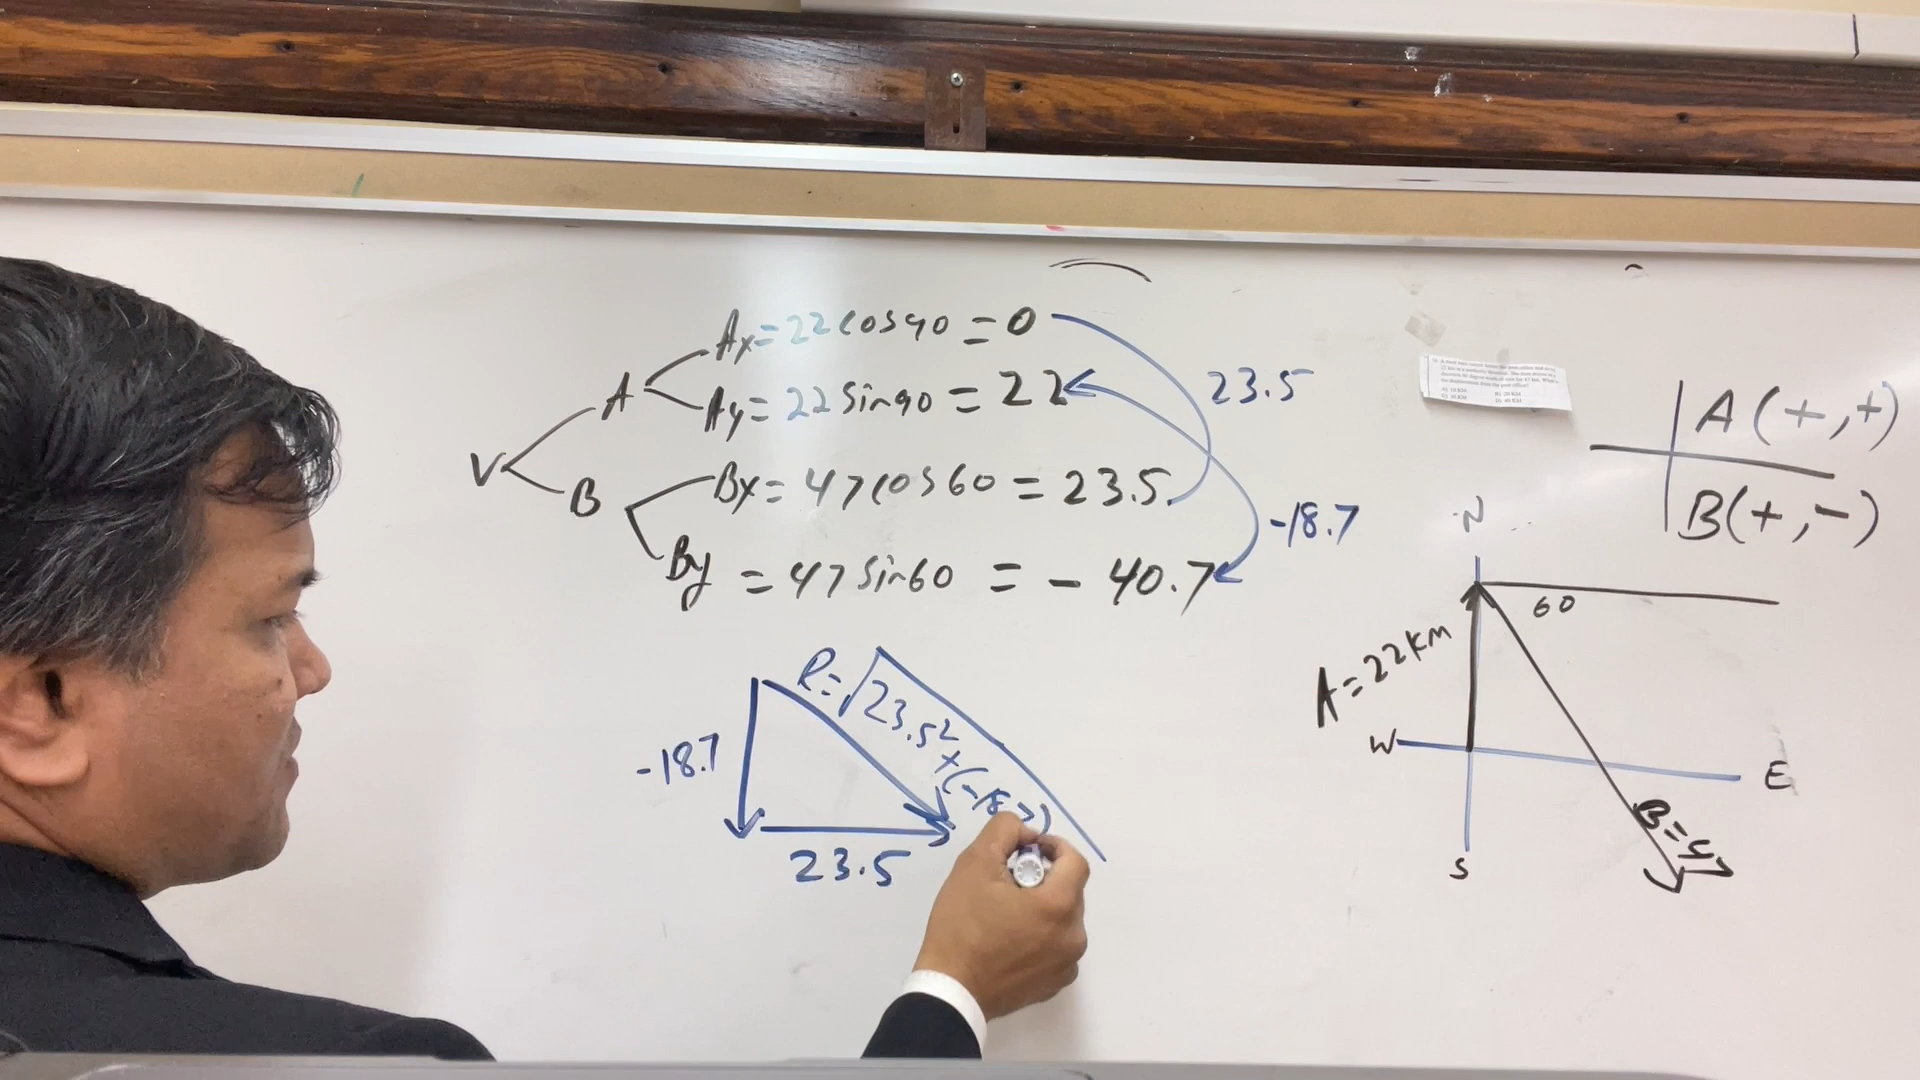 Ax = 22 cos 90 = 0
A
Ay = 22 sin 90 = 22
23.5
V
B
Bx = 47 cos 60 = 23.5
-18.7
By = 47 sin 60 = - 40.7
R = √23.5² + (-18.7)
-18.7
23.5
A (+,+)
B (+,-)
N
60
A = 22 Km
W
E
B = 47
S